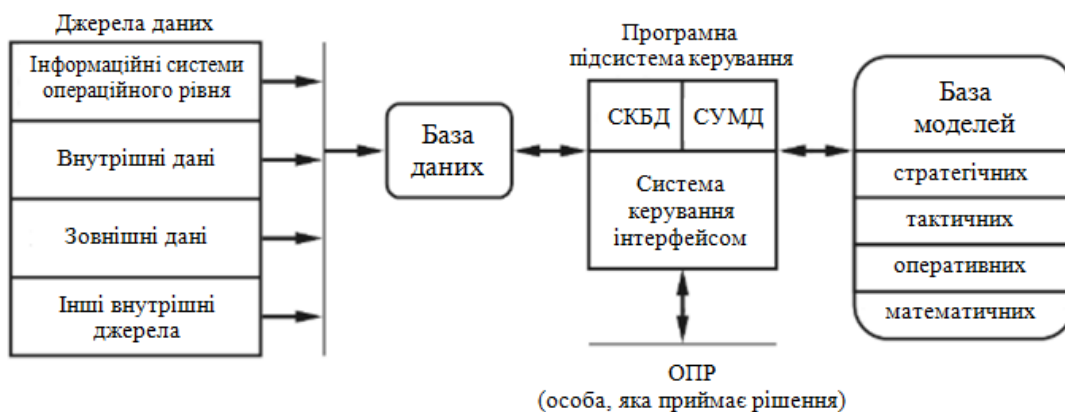 Джерела даних
Інформаційні системи
операційного рівня
Внутрішні дані
Зовнішні дані
Інші внутрішні
джерела
База
даних
Програмна
підсистема керування
СКБД
СУМД
Система
керування
інтерфейсом
ОПР
(особа, яка приймає рішення)
База
моделей
стратегічних
тактичних
оперативних
математичних